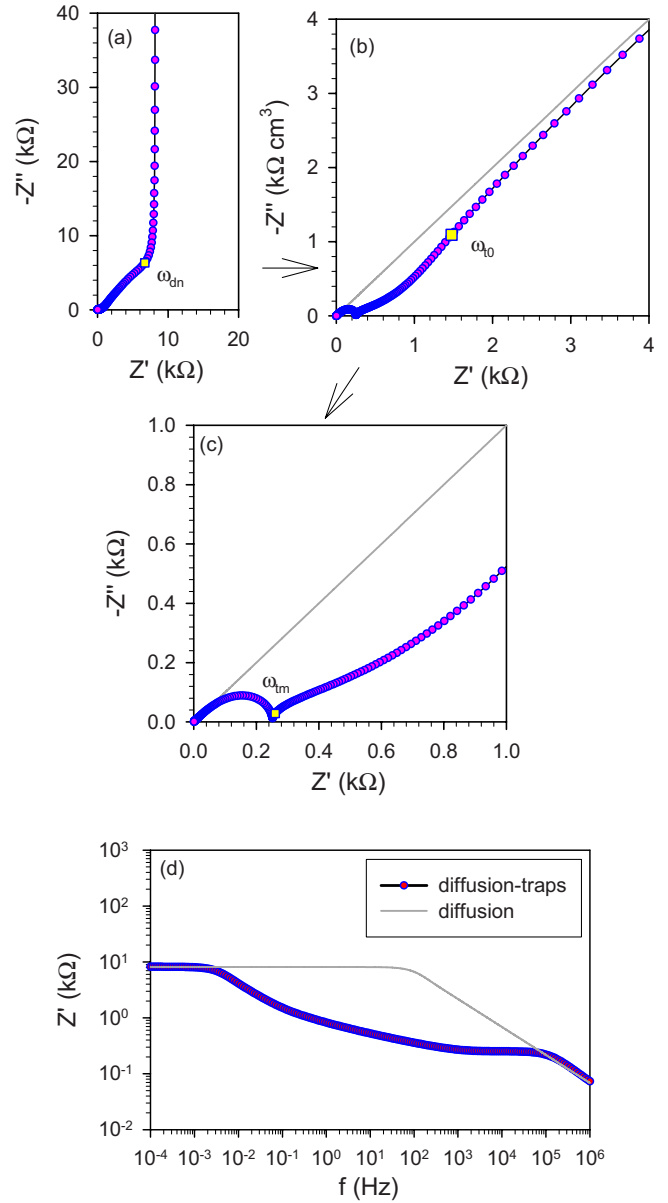 (a)
40
30
20
10
0
-Z'' (kΩ)
ω_dn
0 10 20
Z' (kΩ)
(b)
4
3
2
1
0
-Z'' (kΩ cm³)
ω_t0
0 1 2 3 4
Z' (kΩ)
(c)
1.0
0.8
0.6
0.4
0.2
0.0
-Z'' (kΩ)
ω_tm
0.0 0.2 0.4 0.6 0.8 1.0
Z' (kΩ)
(d)
10³
10²
10¹
10⁰
10⁻¹
10⁻²
Z' (kΩ)
diffusion-traps
diffusion
10⁻⁴ 10⁻³ 10⁻² 10⁻¹ 10⁰ 10¹ 10² 10³ 10⁴ 10⁵ 10⁶
f (Hz)